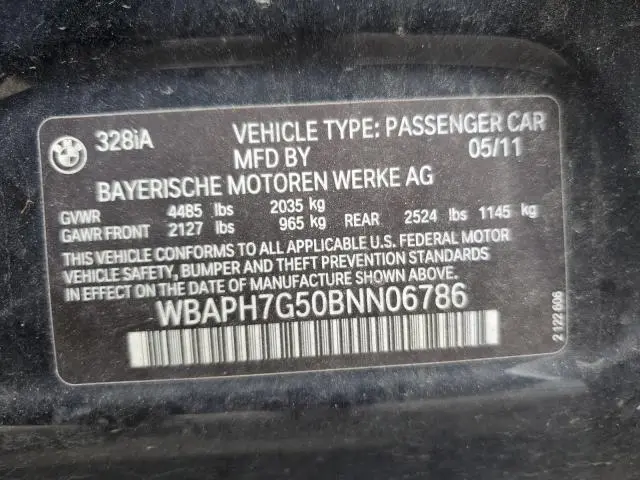 328iA VEHICLE TYPE: PASSENGER CAR
MFD BY 05/11
BAYERISCHE MOTOREN WERKE AG
GVWR 4485 lbs 2035 kg
GAWR FRONT 2127 lbs 965 kg REAR 2524 lbs 1145 kg
THIS VEHICLE CONFORMS TO ALL APPLICABLE U.S. FEDERAL MOTOR
VEHICLE SAFETY, BUMPER AND THEFT PREVENTION STANDARDS
IN EFFECT ON THE DATE OF MANUFACTURE SHOWN ABOVE.
WBAPH7G50BNN06786
2 122 606